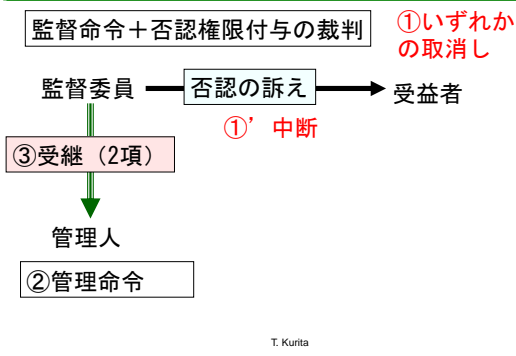 監督命令＋否認権限付与の裁判
①いずれか
の取消し
監督委員
否認の訴え
受益者
①’中断
③受継（2項）
管理人
②管理命令
T. Kurita